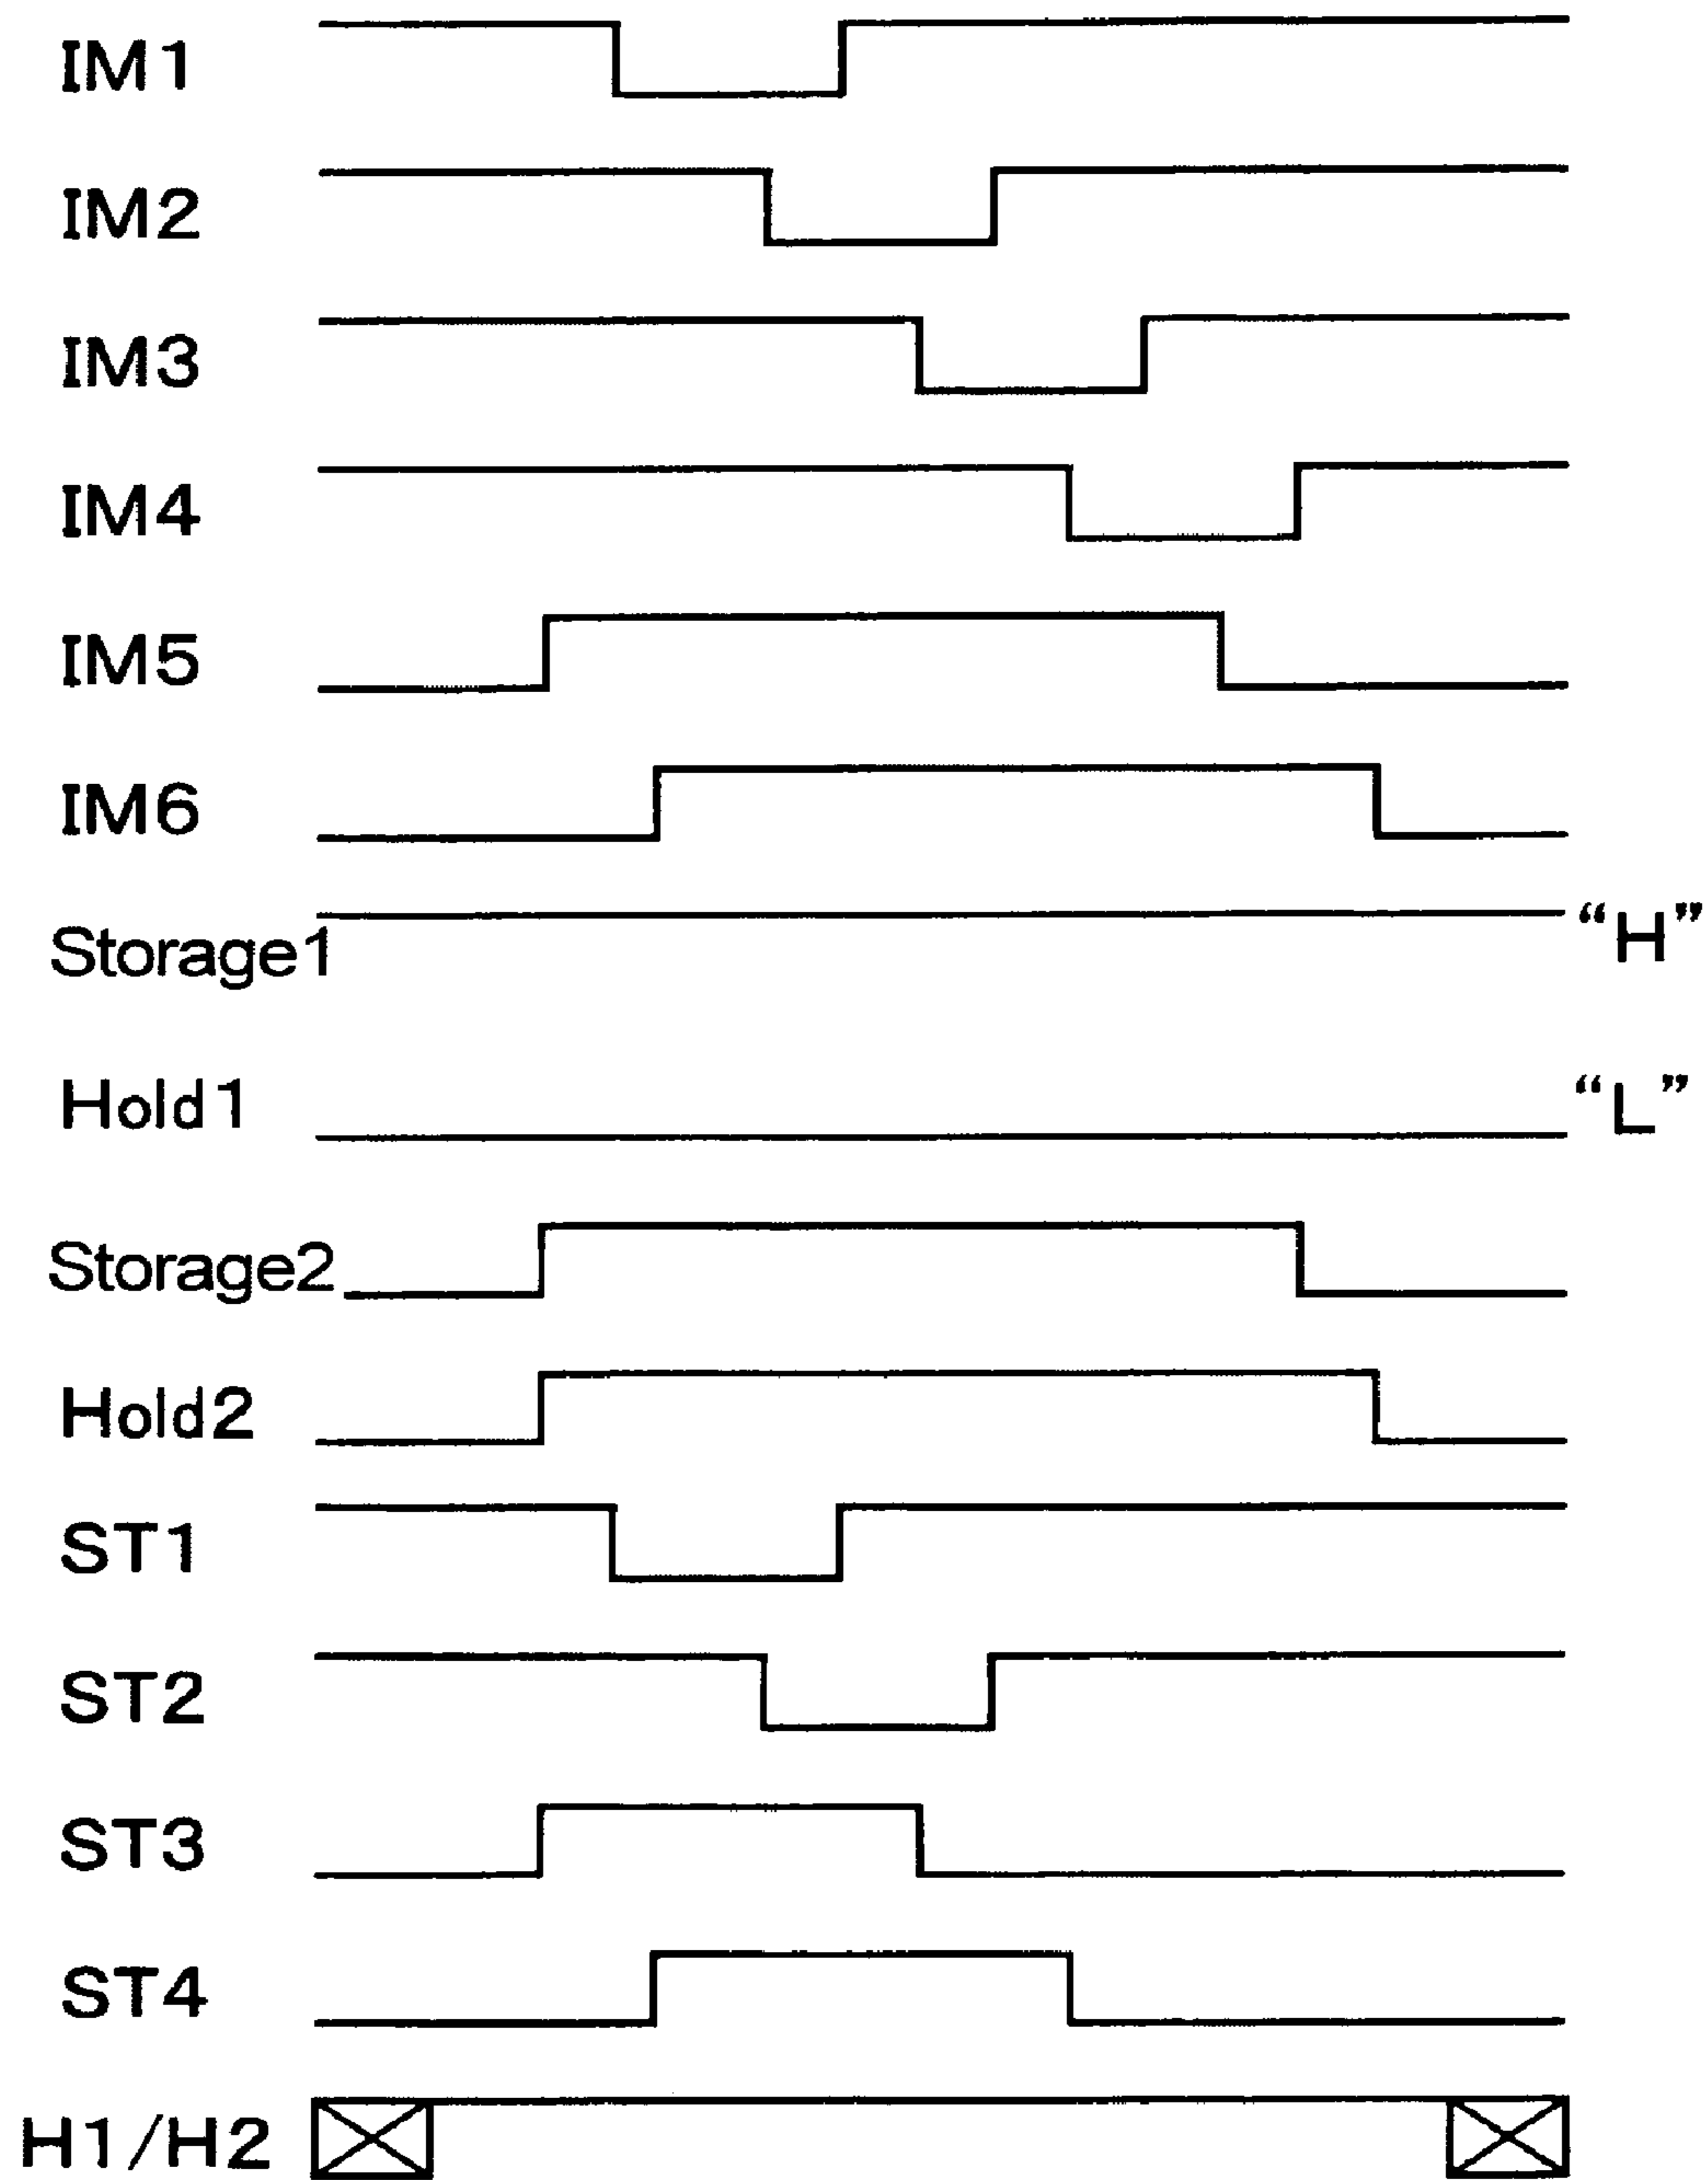 IM1
IM2
IM3
IM4
IM5
IM6
Storage1 “H”
Hold1 “L”
Storage2
Hold2
ST1
ST2
ST3
ST4
H1/H2